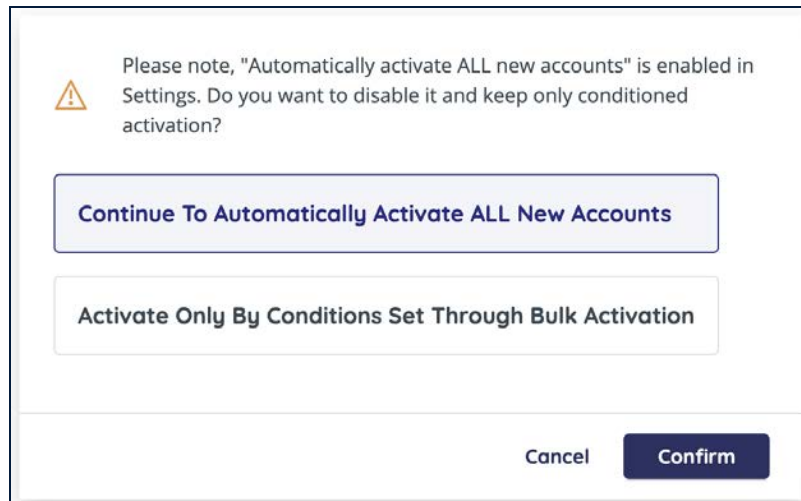 Please note, "Automatically activate ALL new accounts" is enabled in
Settings. Do you want to disable it and keep only conditioned
activation?
Continue To Automatically Activate ALL New Accounts
Activate Only By Conditions Set Through Bulk Activation
Cancel
Confirm